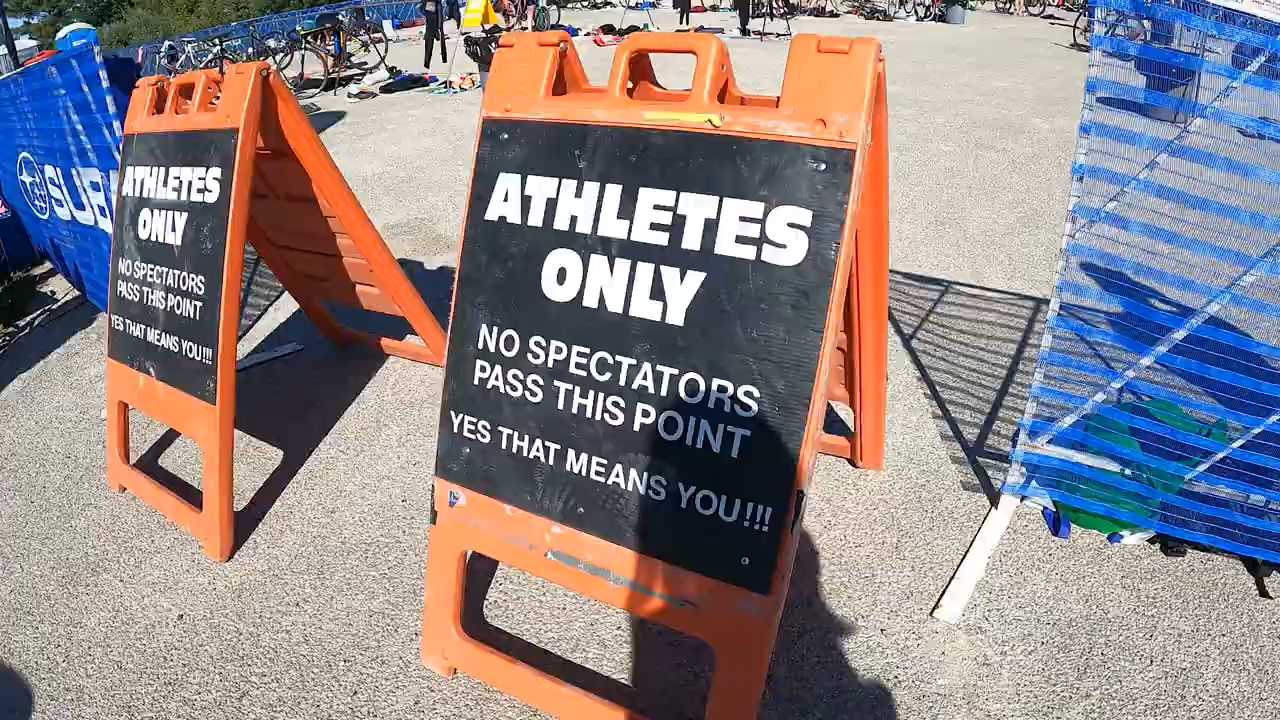 ATHLETES
ONLY
NO SPECTATORS
PASS THIS POINT
YES THAT MEANS YOU!!!
ATHLETES
ONLY
NO SPECTATORS
PASS THIS POINT
YES THAT MEANS YOU!!!